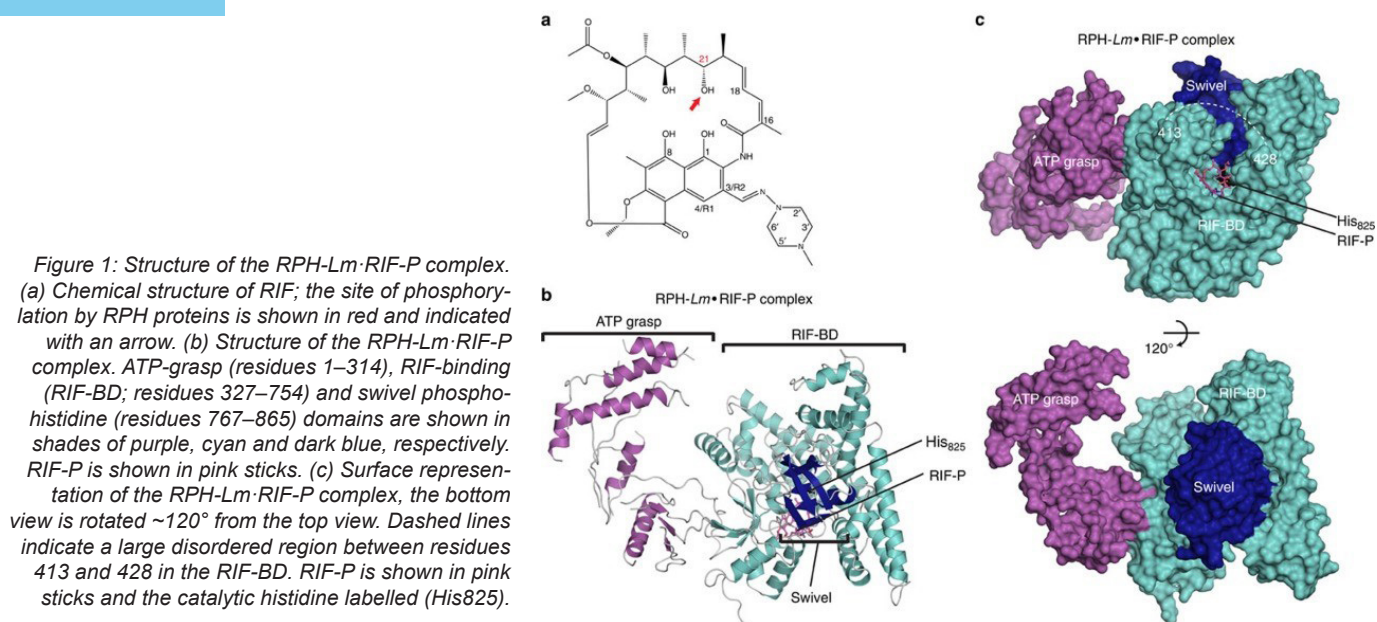 Figure 1: Structure of the RPH-Lm·RIF-P complex.
(a) Chemical structure of RIF; the site of phosphory-
lation by RPH proteins is shown in red and indicated
with an arrow. (b) Structure of the RPH-Lm·RIF-P
complex. ATP-grasp (residues 1–314), RIF-binding
(RIF-BD; residues 327–754) and swivel phospho-
histidine (residues 767–865) domains are shown in
shades of purple, cyan and dark blue, respectively.
RIF-P is shown in pink sticks. (c) Surface represen-
tation of the RPH-Lm·RIF-P complex, the bottom
view is rotated ~120° from the top view. Dashed lines
indicate a large disordered region between residues
413 and 428 in the RIF-BD. RIF-P is shown in pink
sticks and the catalytic histidine labelled (His825).
a
O
O
21
OH
OH
18
O
16
O
OH
OH
8
1
NH
3/R2
4/R1
N
N
2'
6'
3'
5'
N
O
O
O
b
RPH-Lm•RIF-P complex
ATP grasp
RIF-BD
His825
RIF-P
Swivel
c
RPH-Lm•RIF-P complex
Swivel
413
428
ATP grasp
RIF-BD
His825
RIF-P
120°
ATP grasp
RIF-BD
Swivel